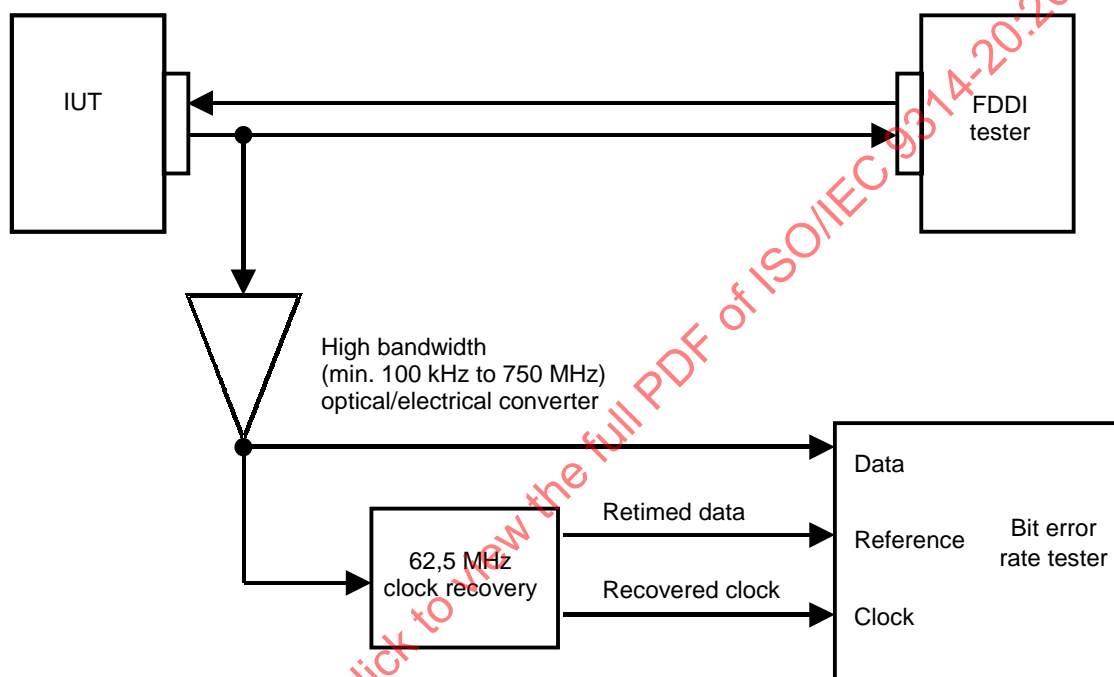 IUT
FDDI
tester
High bandwidth
(min. 100 kHz to 750 MHz)
optical/electrical converter
Data
Retimed data
Reference
Bit error
rate tester
62,5 MHz
clock recovery
Recovered clock
Clock
lick to view the full PDF of ISO/IEC 9314-20:20